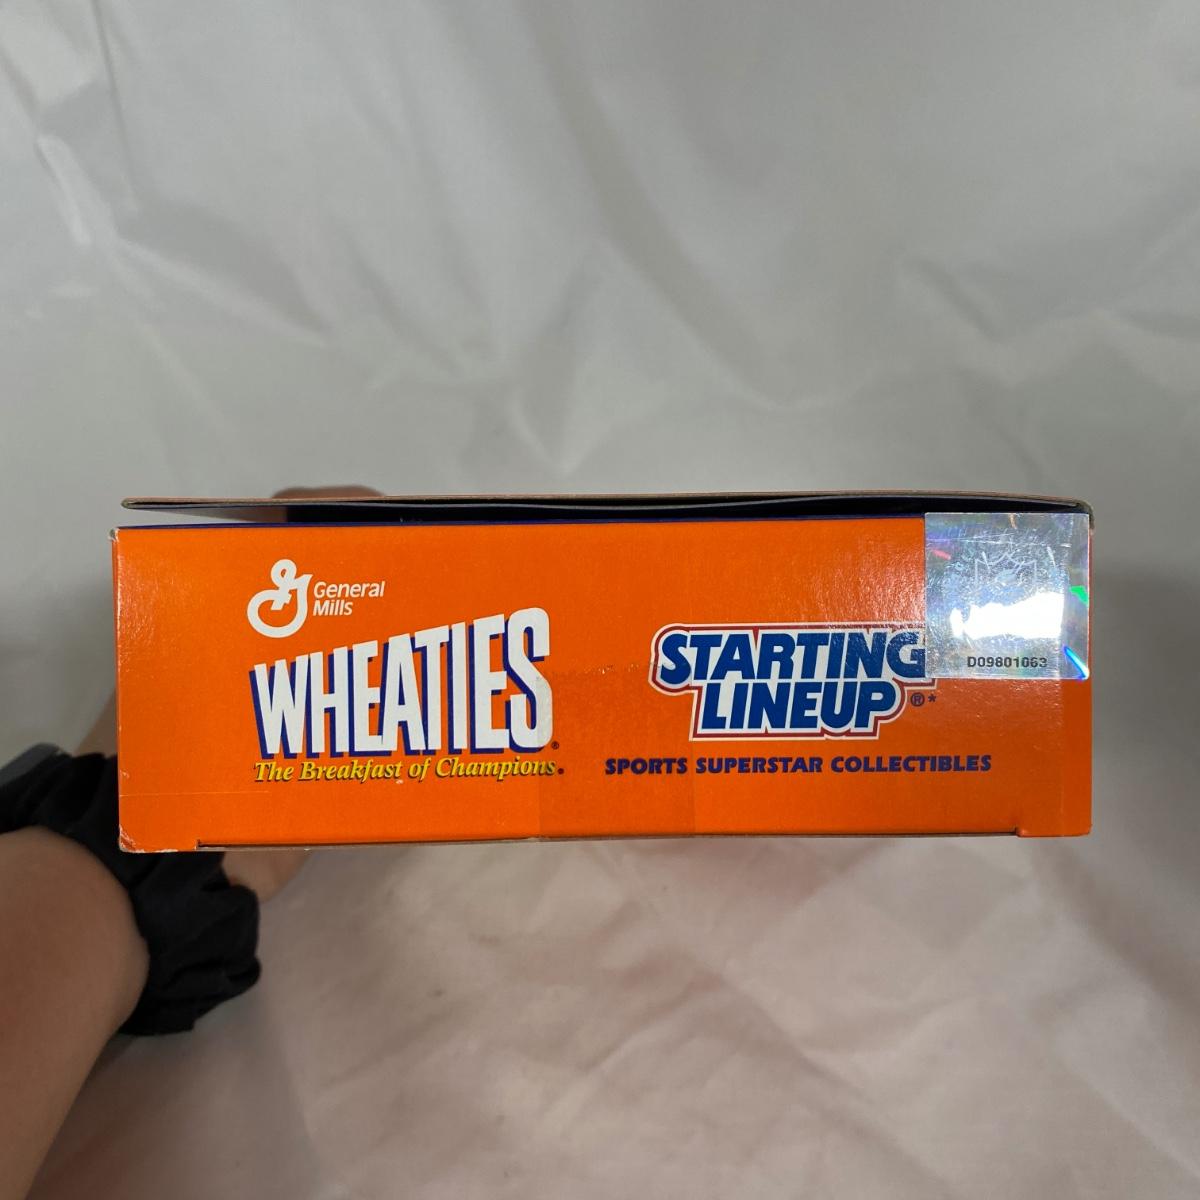 General
Mills
WHEATIES®
The Breakfast of Champions®
STARTING
LINEUP®*
SPORTS SUPERSTAR COLLECTIBLES
D09801063